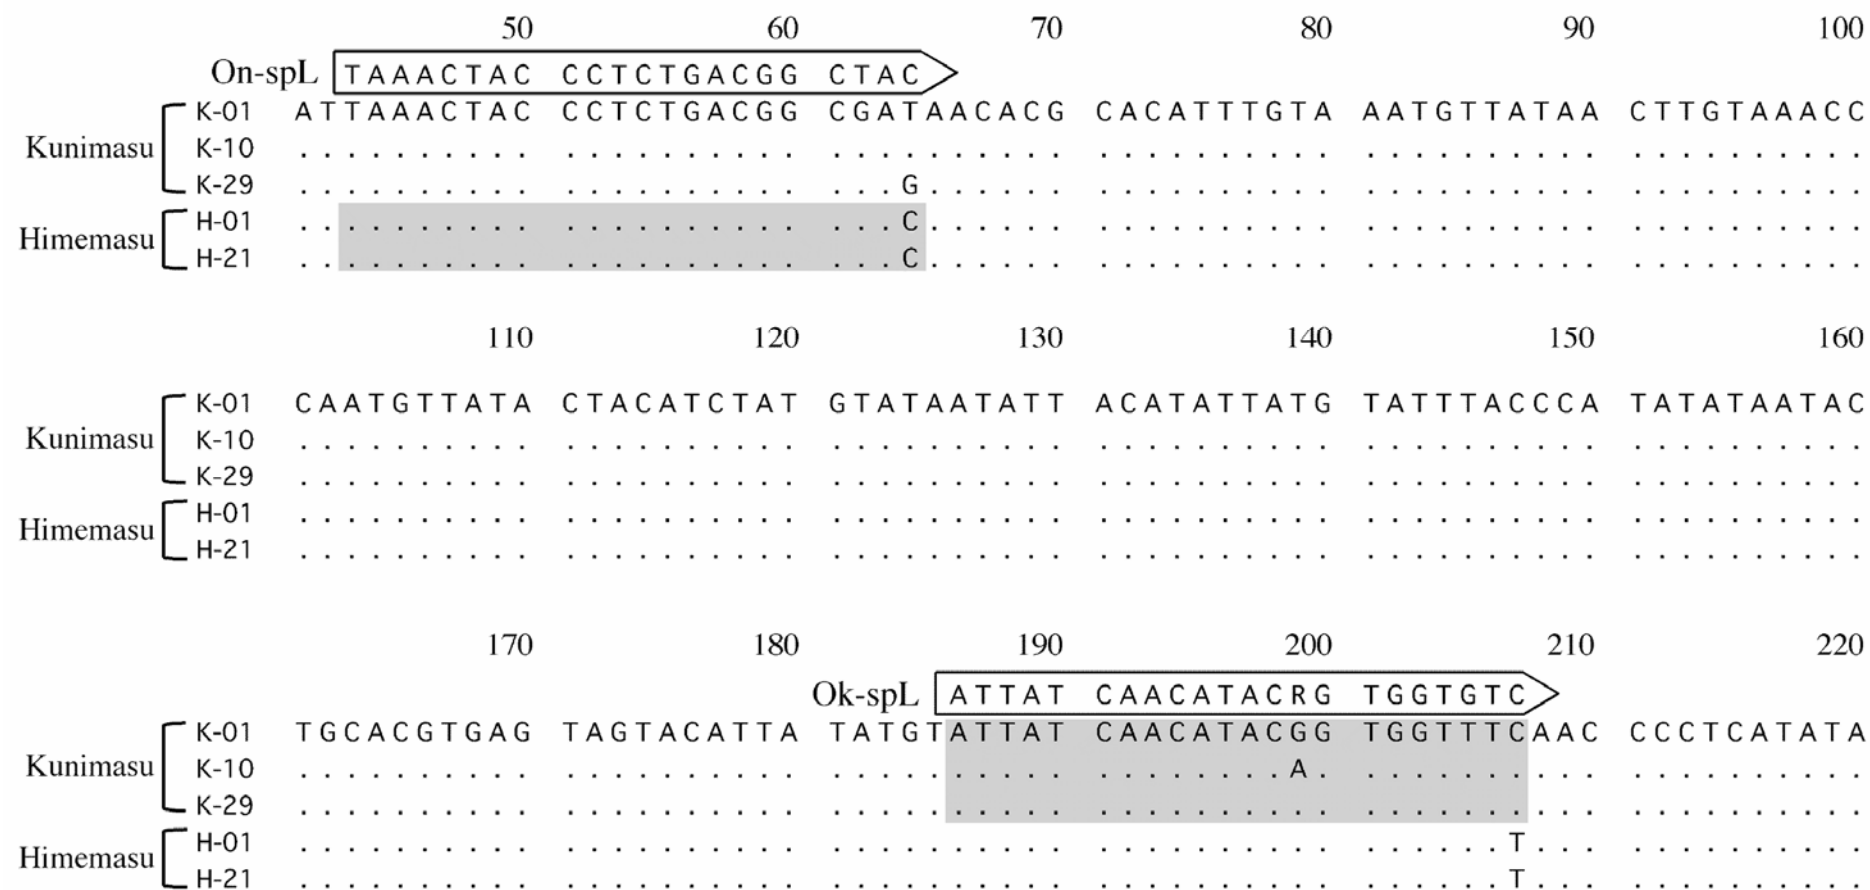 50 60 70 80 90 100
On-spL TAAACTAC CCTCTGACGG CTAC
K-01 ATTAAACTAC CCTCTGACGG CGATAACACG CACATTTGTA AATGTTATAA CTTGTAAACC
Kunimasu K-10 .......... .......... .......... .......... .......... ..........
K-29 .......... .......... ...G...... .......... .......... ..........
H-01 .......... .......... ...C...... .......... .......... ..........
Himemasu
H-21 .......... .......... ...C...... .......... .......... ..........
110 120 130 140 150 160
K-01 CAATGTTATA CTACATCTAT GTATAATATT ACATATTATG TATTTACCCA TATATAATAC
Kunimasu K-10 .......... .......... .......... .......... .......... ..........
K-29 .......... .......... .......... .......... .......... ..........
H-01 .......... .......... .......... .......... .......... ..........
Himemasu
H-21 .......... .......... .......... .......... .......... ..........
170 180 190 200 210 220
Ok-spL ATTAT CAACATACRG TGGTGTC
K-01 TGCACGTGAG TAGTACATTA TATGTATTAT CAACATACGG TGGTTTCAAC CCCTCATATA
Kunimasu K-10 .......... .......... .......... ........A. .......... ..........
K-29 .......... .......... .......... .......... .......... ..........
H-01 .......... .......... .......... .......... ......T... ..........
Himemasu
H-21 .......... .......... .......... .......... ......T... ..........